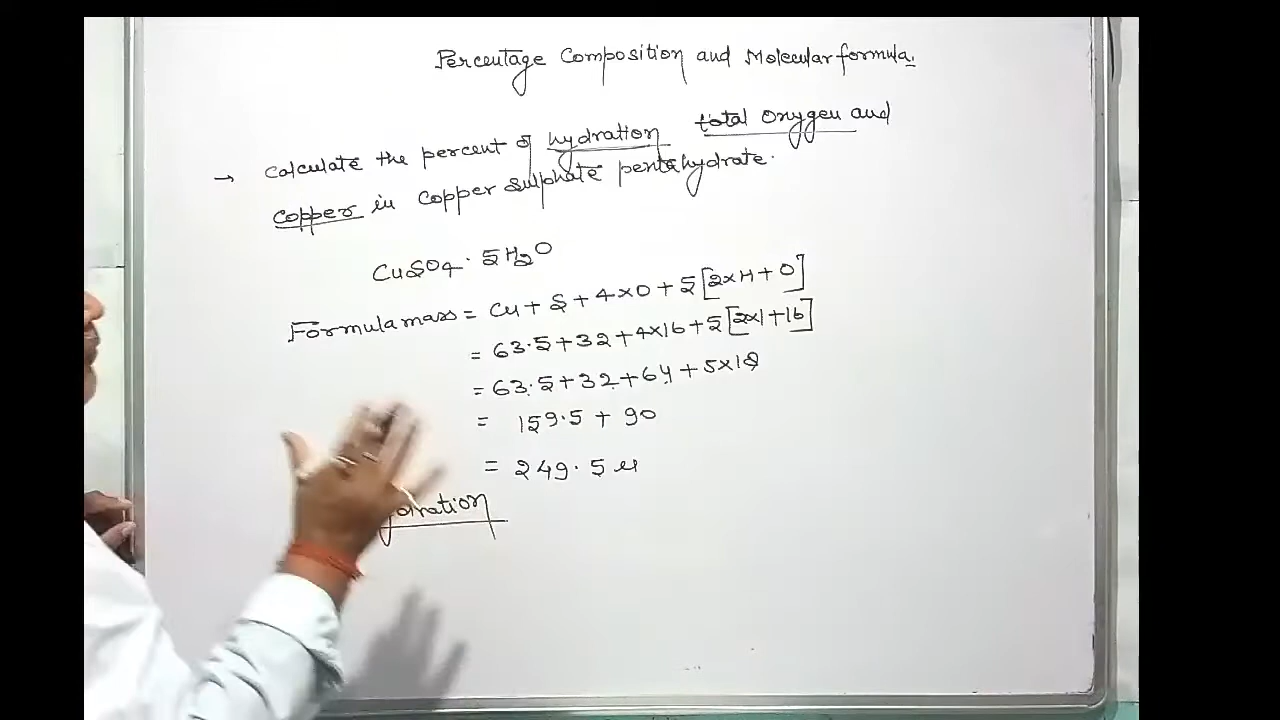 Percentage Composition and Molecular formula.
→ Calculate the percent of hydration total oxygen and
copper in copper sulphate pentahydrate.
CuSO4 · 5H2O
Formula mass = Cu + S + 4×O + 5[2×H + O]
= 63.5 + 32 + 4×16 + 5[2×1 + 16]
= 63.5 + 32 + 64 + 5×18
= 159.5 + 90
= 249.5 u